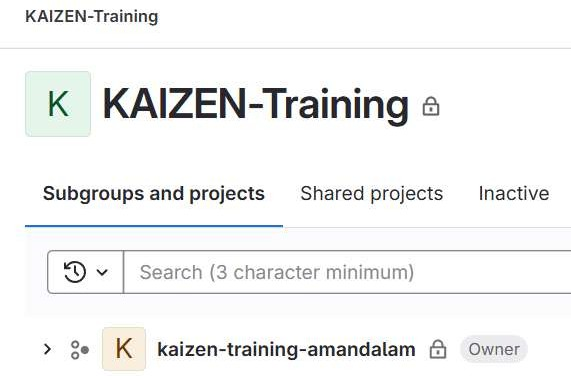 KAIZEN-Training
K KAIZEN-Training
Subgroups and projects Shared projects Inactive
Search (3 character minimum)
K kaizen-training-amandalam Owner